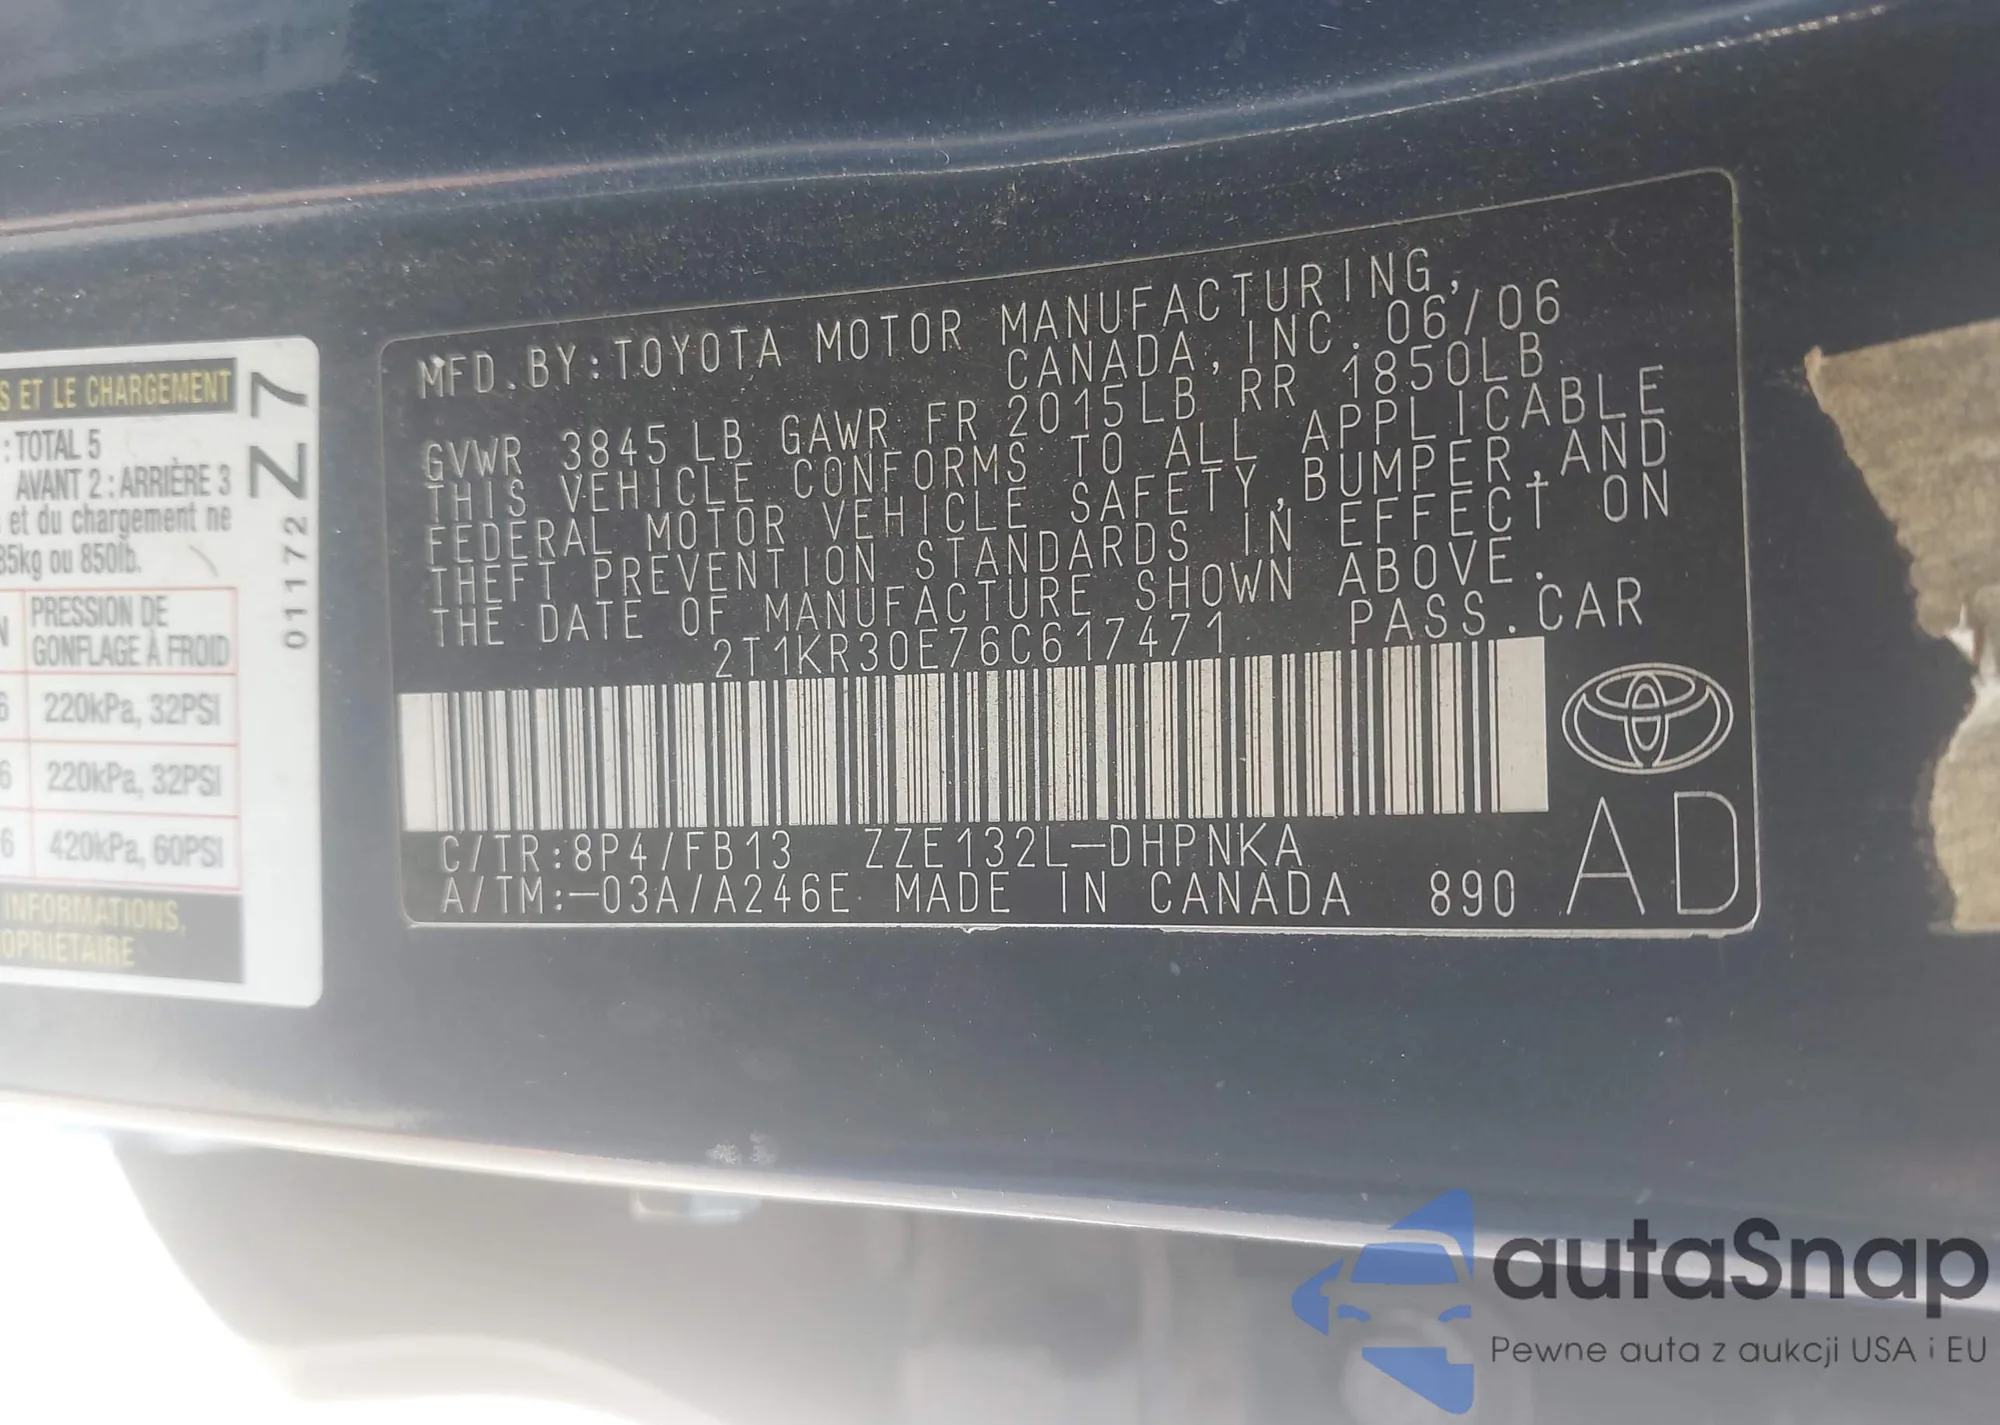 S ET LE CHARGEMENT
: TOTAL 5
AVANT 2 : ARRIÈRE 3
et du chargement ne
35kg ou 850lb.
PRESSION DE
GONFLAGE À FROID
6 220kPa, 32PSI
6 220kPa, 32PSI
6 420kPa, 60PSI
INFORMATIONS,
OPRIETAIRE
01172 Z7
MFD. BY: TOYOTA MOTOR MANUFACTURING,
CANADA, INC. 06/06
GVWR 3845 LB GAWR FR 2015LB RR 1850LB
THIS VEHICLE CONFORMS TO ALL APPLICABLE
FEDERAL MOTOR VEHICLE SAFETY, BUMPER, AND
THEFT PREVENTION STANDARDS IN EFFECT ON
THE DATE OF MANUFACTURE SHOWN ABOVE.
2T1KR30E76C617471 PASS. CAR
C/TR:8P4/FB13 ZZE132L-DHPNKA
A/TM:-03A/A246E MADE IN CANADA 890
AD
autaSnap
Pewne auta z aukcji USA i EU